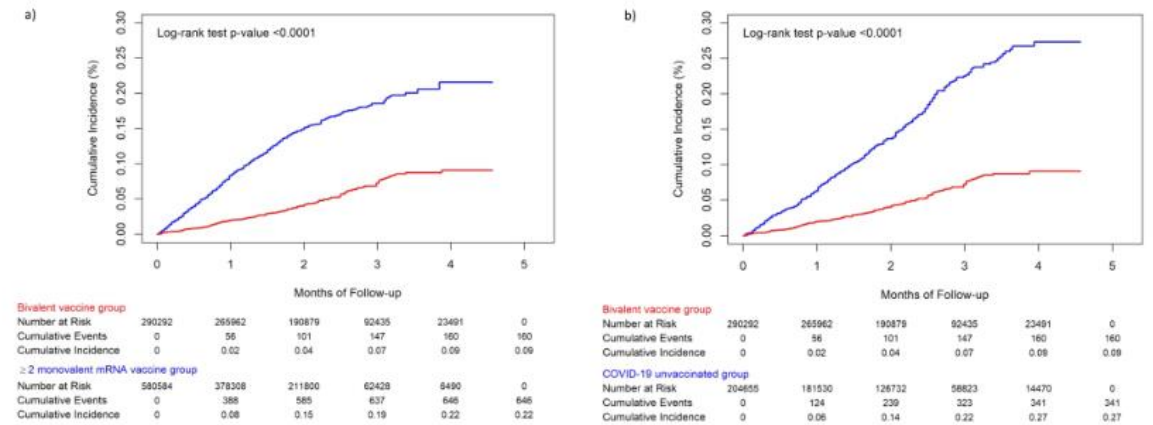 a)
Log-rank test p-value <0.0001
Cumulative Incidence (%)
0.30
0.25
0.20
0.15
0.10
0.05
0.00
0 1 2 3 4 5
Months of Follow-up
Bivalent vaccine group
Number at Risk 290292 265962 190879 92435 23491 0
Cumulative Events 0 56 101 147 160 160
Cumulative Incidence 0 0.02 0.04 0.07 0.09 0.09
≥2 monovalent mRNA vaccine group
Number at Risk 580584 378308 211800 62428 6490 0
Cumulative Events 0 388 585 637 646 646
Cumulative Incidence 0 0.08 0.15 0.19 0.22 0.22
b)
Log-rank test p-value <0.0001
Cumulative Incidence (%)
0.30
0.25
0.20
0.15
0.10
0.05
0.00
0 1 2 3 4 5
Months of Follow-up
Bivalent vaccine group
Number at Risk 290292 265962 190879 92435 23491 0
Cumulative Events 0 56 101 147 160 160
Cumulative Incidence 0 0.02 0.04 0.07 0.09 0.09
COVID-19 unvaccinated group
Number at Risk 204655 181530 126732 58823 14470 0
Cumulative Events 0 124 239 323 341 341
Cumulative Incidence 0 0.06 0.14 0.22 0.27 0.27